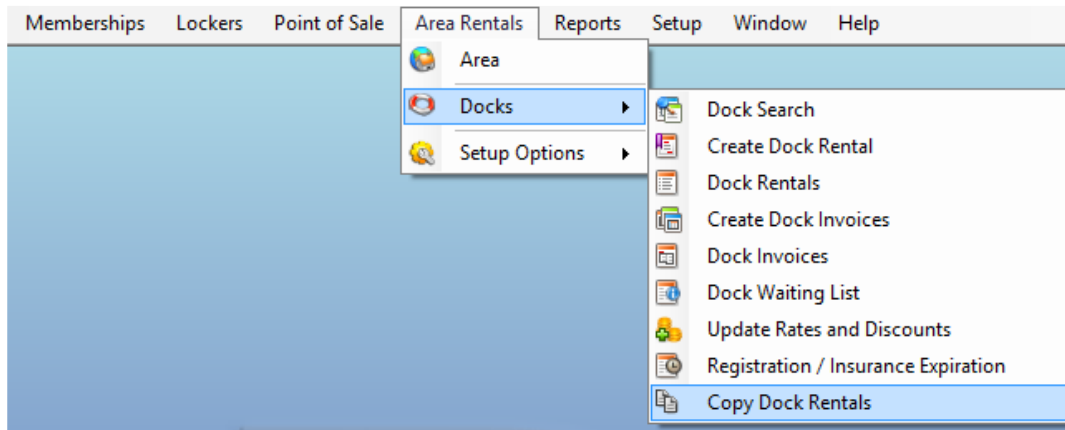 Memberships Lockers Point of Sale Area Rentals Reports Setup Window Help
Area
Docks
Setup Options
Dock Search
Create Dock Rental
Dock Rentals
Create Dock Invoices
Dock Invoices
Dock Waiting List
Update Rates and Discounts
Registration / Insurance Expiration
Copy Dock Rentals